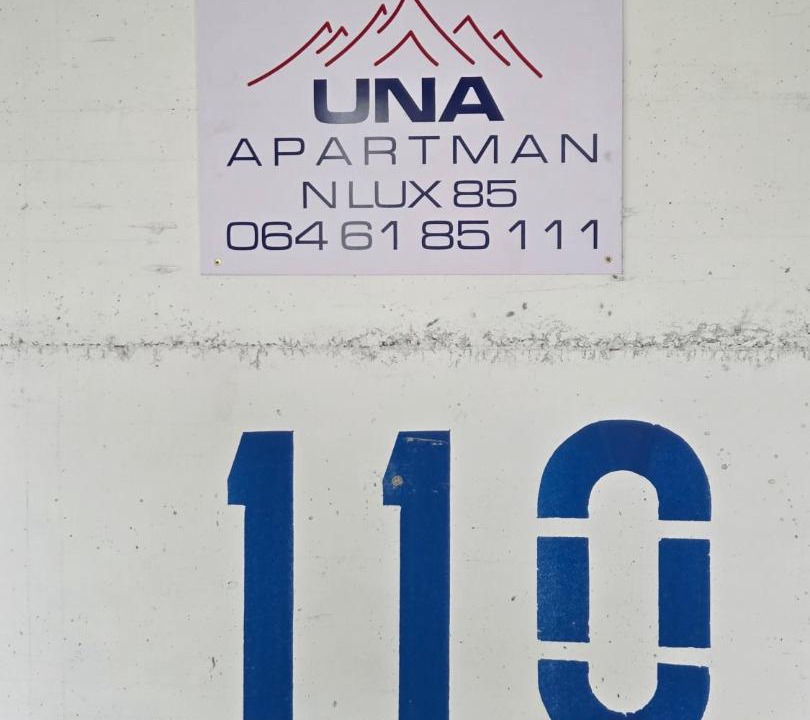 UNA
APARTMAN
N LUX 85
064 61 85 111
110